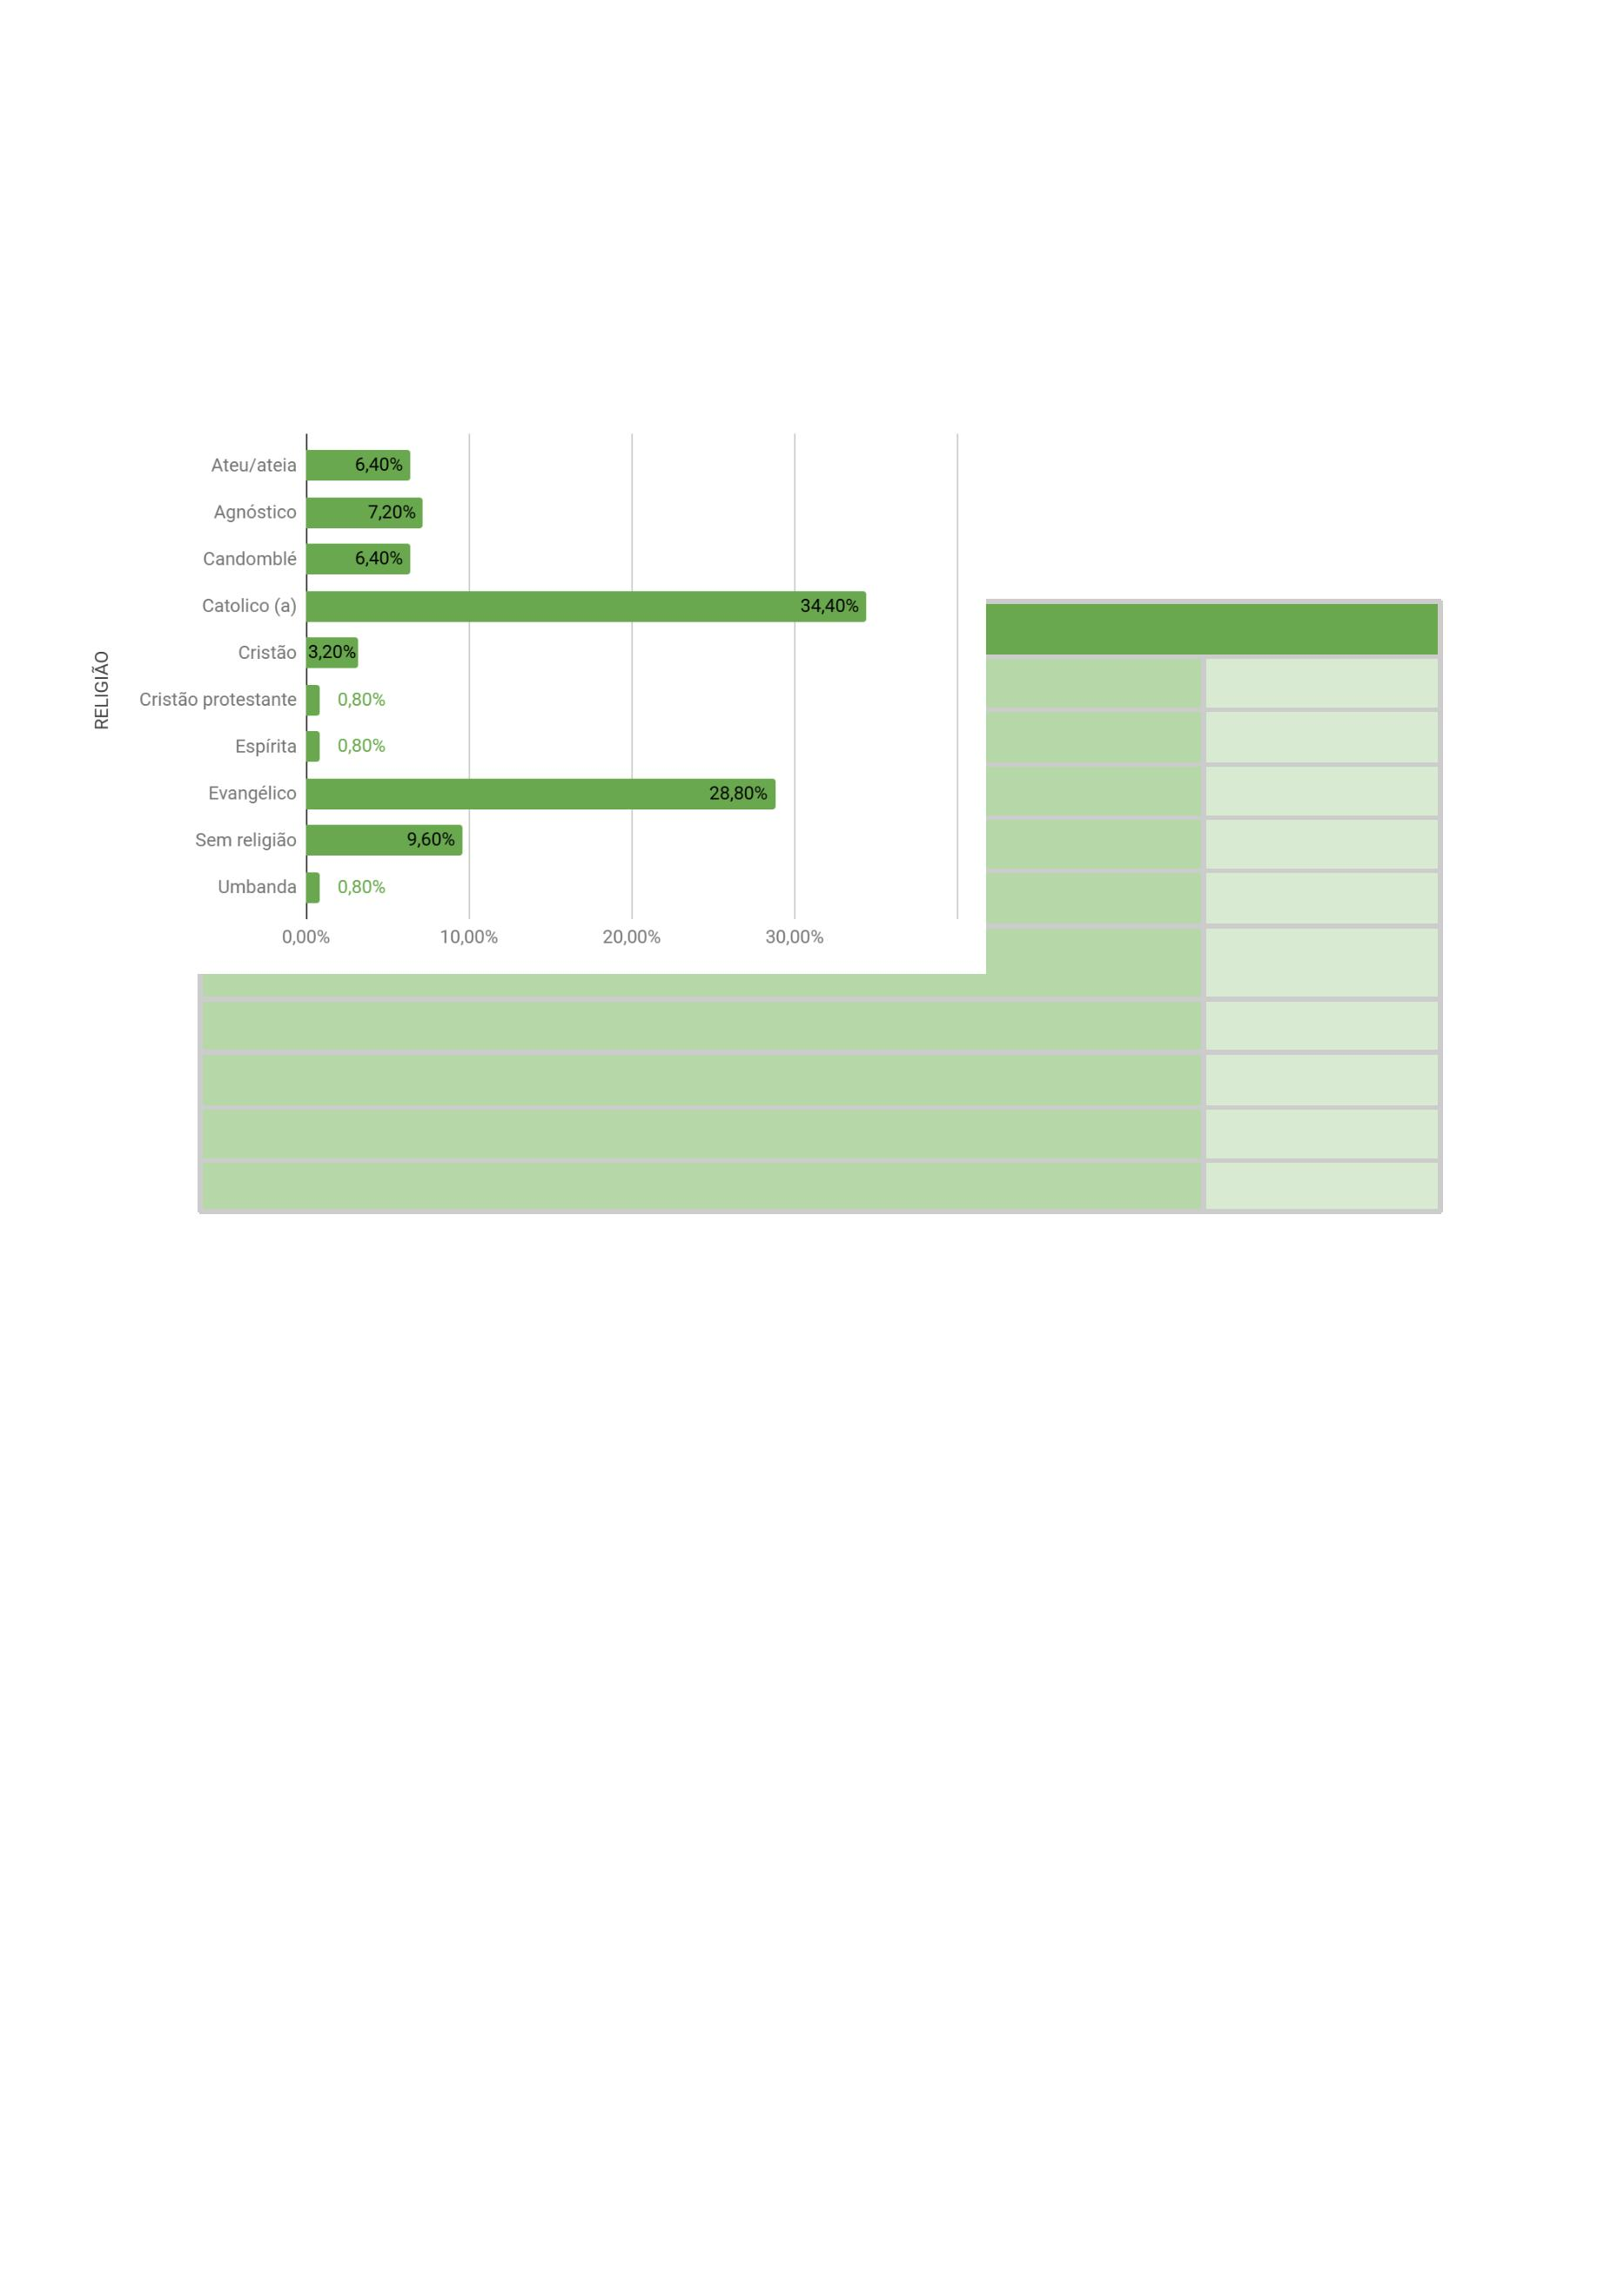 RELIGIÃO
Ateu/ateia 6,40%
Agnóstico 7,20%
Candomblé 6,40%
Catolico (a) 34,40%
Cristão 3,20%
Cristão protestante 0,80%
Espírita 0,80%
Evangélico 28,80%
Sem religião 9,60%
Umbanda 0,80%
0,00% 10,00% 20,00% 30,00%